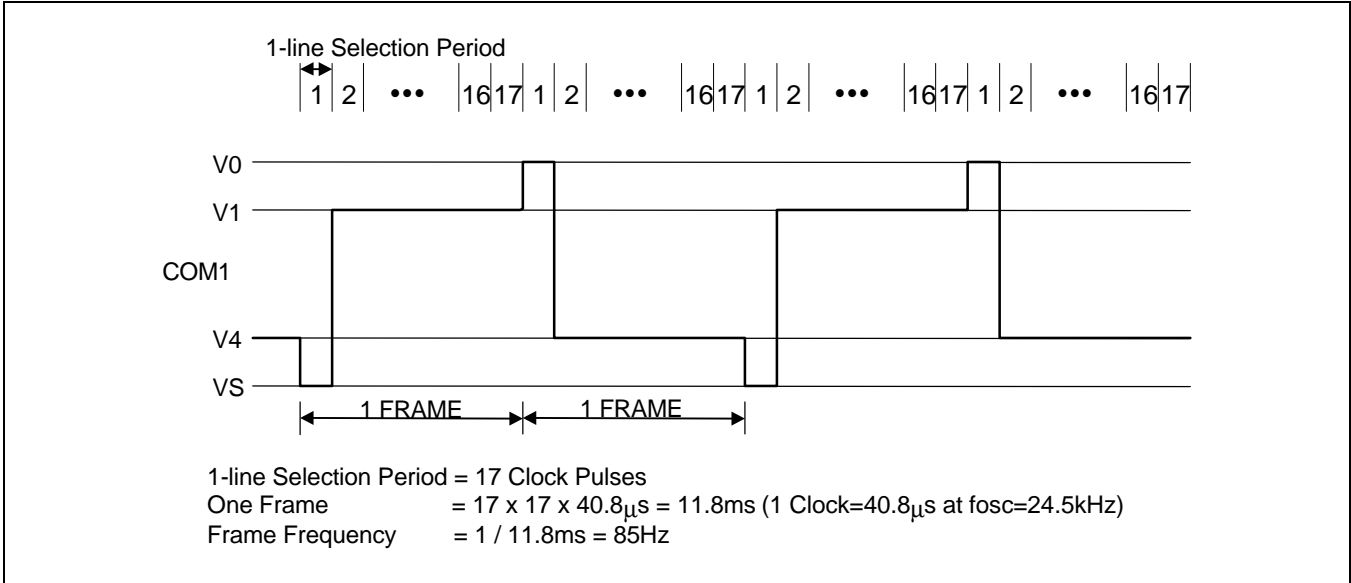 1-line Selection Period
1 2 ••• 16 17 1 2 ••• 16 17 1 2 ••• 16 17 1 2 ••• 16 17
V0
V1
COM1
V4
VS
1 FRAME 1 FRAME
1-line Selection Period = 17 Clock Pulses
One Frame = 17 x 17 x 40.8μs = 11.8ms (1 Clock=40.8μs at fosc=24.5kHz)
Frame Frequency = 1 / 11.8ms = 85Hz